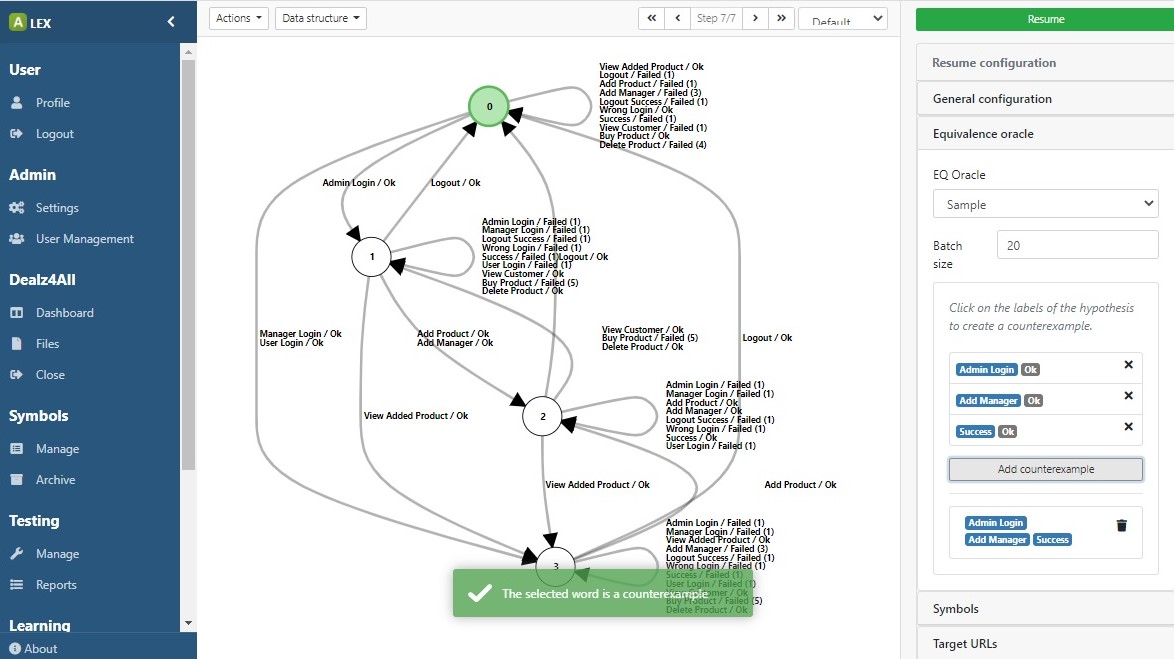 A LEX
User
Profile
Logout
Admin
Settings
User Management
Dealz4All
Dashboard
Files
Close
Symbols
Manage
Archive
Testing
Manage
Reports
Learning
About
Actions
Data structure
Step 7/7
Default
0
View Added Product / Ok
Logout / Failed (1)
Add Product / Failed (1)
Add Manager / Failed (3)
Logout Success / Failed (1)
Wrong Login / Ok
Success / Failed (1)
View Customer / Failed (1)
Buy Product / Ok
Delete Product / Failed (4)
Admin Login / Ok
Logout / Ok
1
Admin Login / Failed (1)
Manager Login / Failed (1)
Logout Success / Failed (1)
Wrong Login / Failed (1)
Success / Failed (1)
Logout / Ok
User Login / Failed (1)
View Customer / Ok
Buy Product / Failed (5)
Delete Product / Ok
Manager Login / Ok
User Login / Ok
Add Product / Ok
Add Manager / Ok
View Customer / Ok
Buy Product / Failed (5)
Delete Product / Ok
Logout / Ok
View Added Product / Ok
2
Admin Login / Failed (1)
Manager Login / Failed (1)
Add Product / Ok
Add Manager / Ok
Logout Success / Failed (1)
Wrong Login / Failed (1)
Success / Ok
User Login / Failed (1)
View Added Product / Ok
Add Product / Ok
3
Admin Login / Failed (1)
Manager Login / Failed (1)
View Added Product / Ok
Add Manager / Failed (3)
Logout Success / Failed (1)
Wrong Login / Failed (1)
Success / Failed (1)
User Login / Failed (1)
Customer / Ok
Buy Product / Failed (5)
Delete Product / Ok
The selected word is a counterexample.
Resume
Resume configuration
General configuration
Equivalence oracle
EQ Oracle
Sample
Batch
size
20
Click on the labels of the hypothesis
to create a counterexample.
Admin Login Ok
Add Manager Ok
Success Ok
Add counterexample
Admin Login
Add Manager Success
Symbols
Target URLs